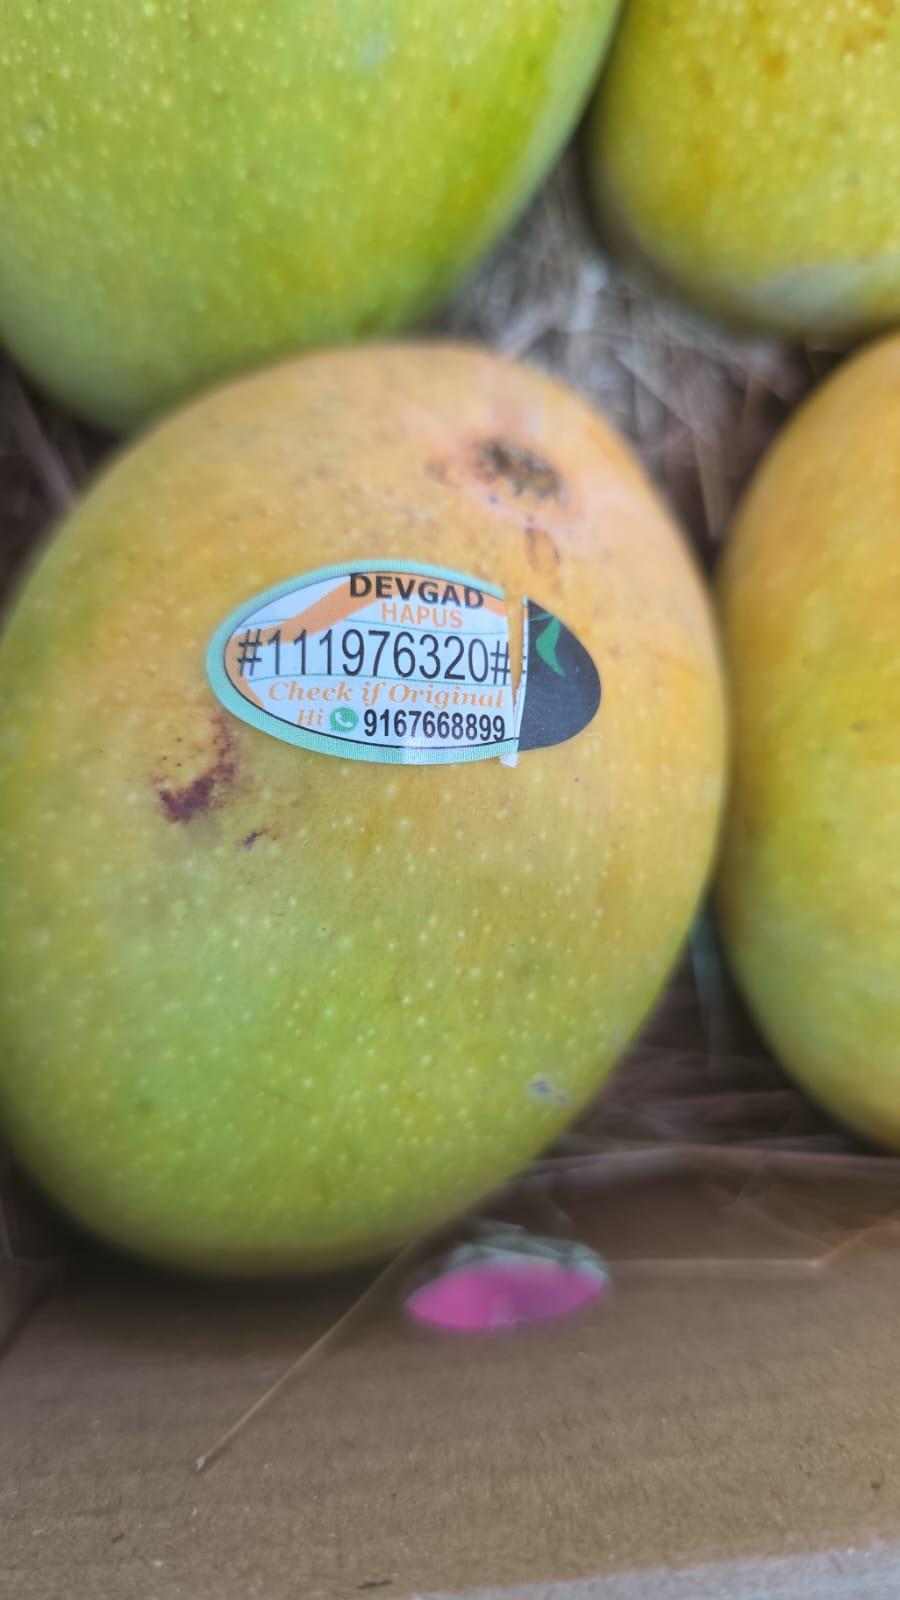 DEVGAD
HAPUS
#111976320#
Check if Original
Hi 9167668899